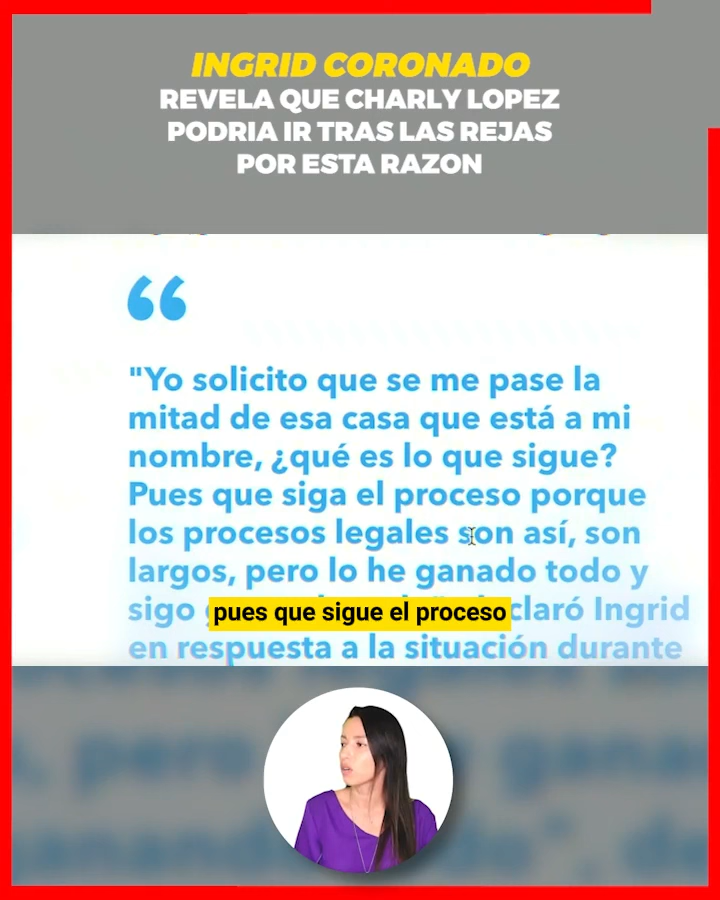 INGRID CORONADO
REVELA QUE CHARLY LOPEZ
PODRIA IR TRAS LAS REJAS
POR ESTA RAZON
“
"Yo solicito que se me pase la
mitad de esa casa que está a mi
nombre, ¿qué es lo que sigue?
Pues que siga el proceso porque
los procesos legales son así, son
largos, pero lo he ganado todo y
sigo claró Ingrid
pues que sigue el proceso
en respuesta a la situación durante